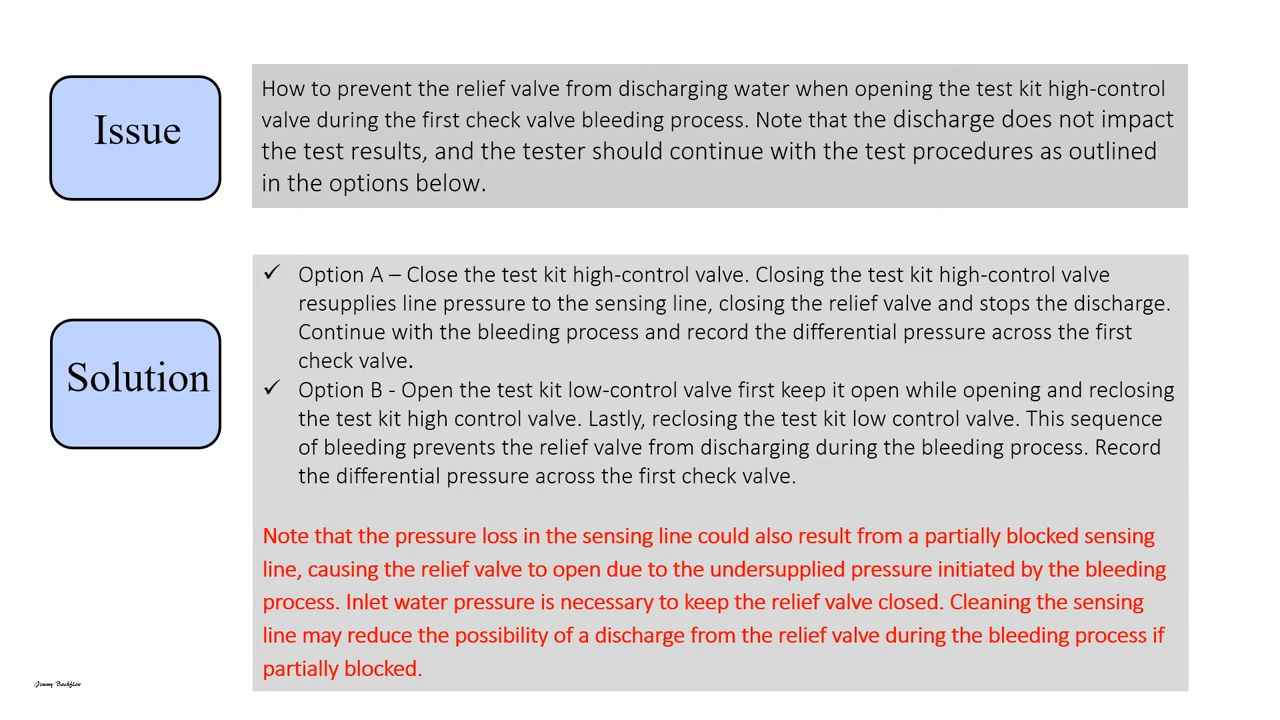 Issue
How to prevent the relief valve from discharging water when opening the test kit high-control
valve during the first check valve bleeding process. Note that the discharge does not impact
the test results, and the tester should continue with the test procedures as outlined
in the options below.
Solution
✓ Option A – Close the test kit high-control valve. Closing the test kit high-control valve
resupplies line pressure to the sensing line, closing the relief valve and stops the discharge.
Continue with the bleeding process and record the differential pressure across the first
check valve.
✓ Option B - Open the test kit low-control valve first keep it open while opening and reclosing
the test kit high control valve. Lastly, reclosing the test kit low control valve. This sequence
of bleeding prevents the relief valve from discharging during the bleeding process. Record
the differential pressure across the first check valve.
Note that the pressure loss in the sensing line could also result from a partially blocked sensing
line, causing the relief valve to open due to the undersupplied pressure initiated by the bleeding
process. Inlet water pressure is necessary to keep the relief valve closed. Cleaning the sensing
line may reduce the possibility of a discharge from the relief valve during the bleeding process if
partially blocked.
Jimmy Backflow